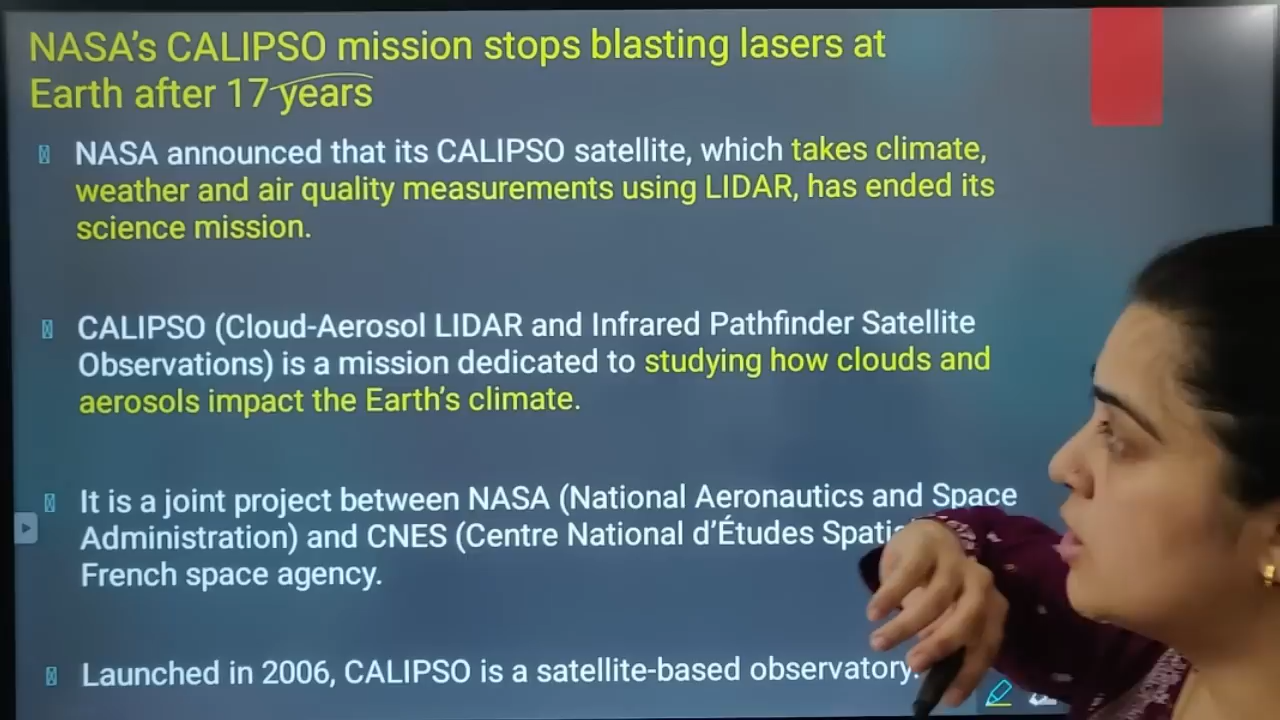 NASA's CALIPSO mission stops blasting lasers at
Earth after 17 years
NASA announced that its CALIPSO satellite, which takes climate,
weather and air quality measurements using LIDAR, has ended its
science mission.
CALIPSO (Cloud-Aerosol LIDAR and Infrared Pathfinder Satellite
Observations) is a mission dedicated to studying how clouds and
aerosols impact the Earth's climate.
It is a joint project between NASA (National Aeronautics and Space
Administration) and CNES (Centre National d'Études
French space agency.
Launched in 2006, CALIPSO is a satellite-based observatory.